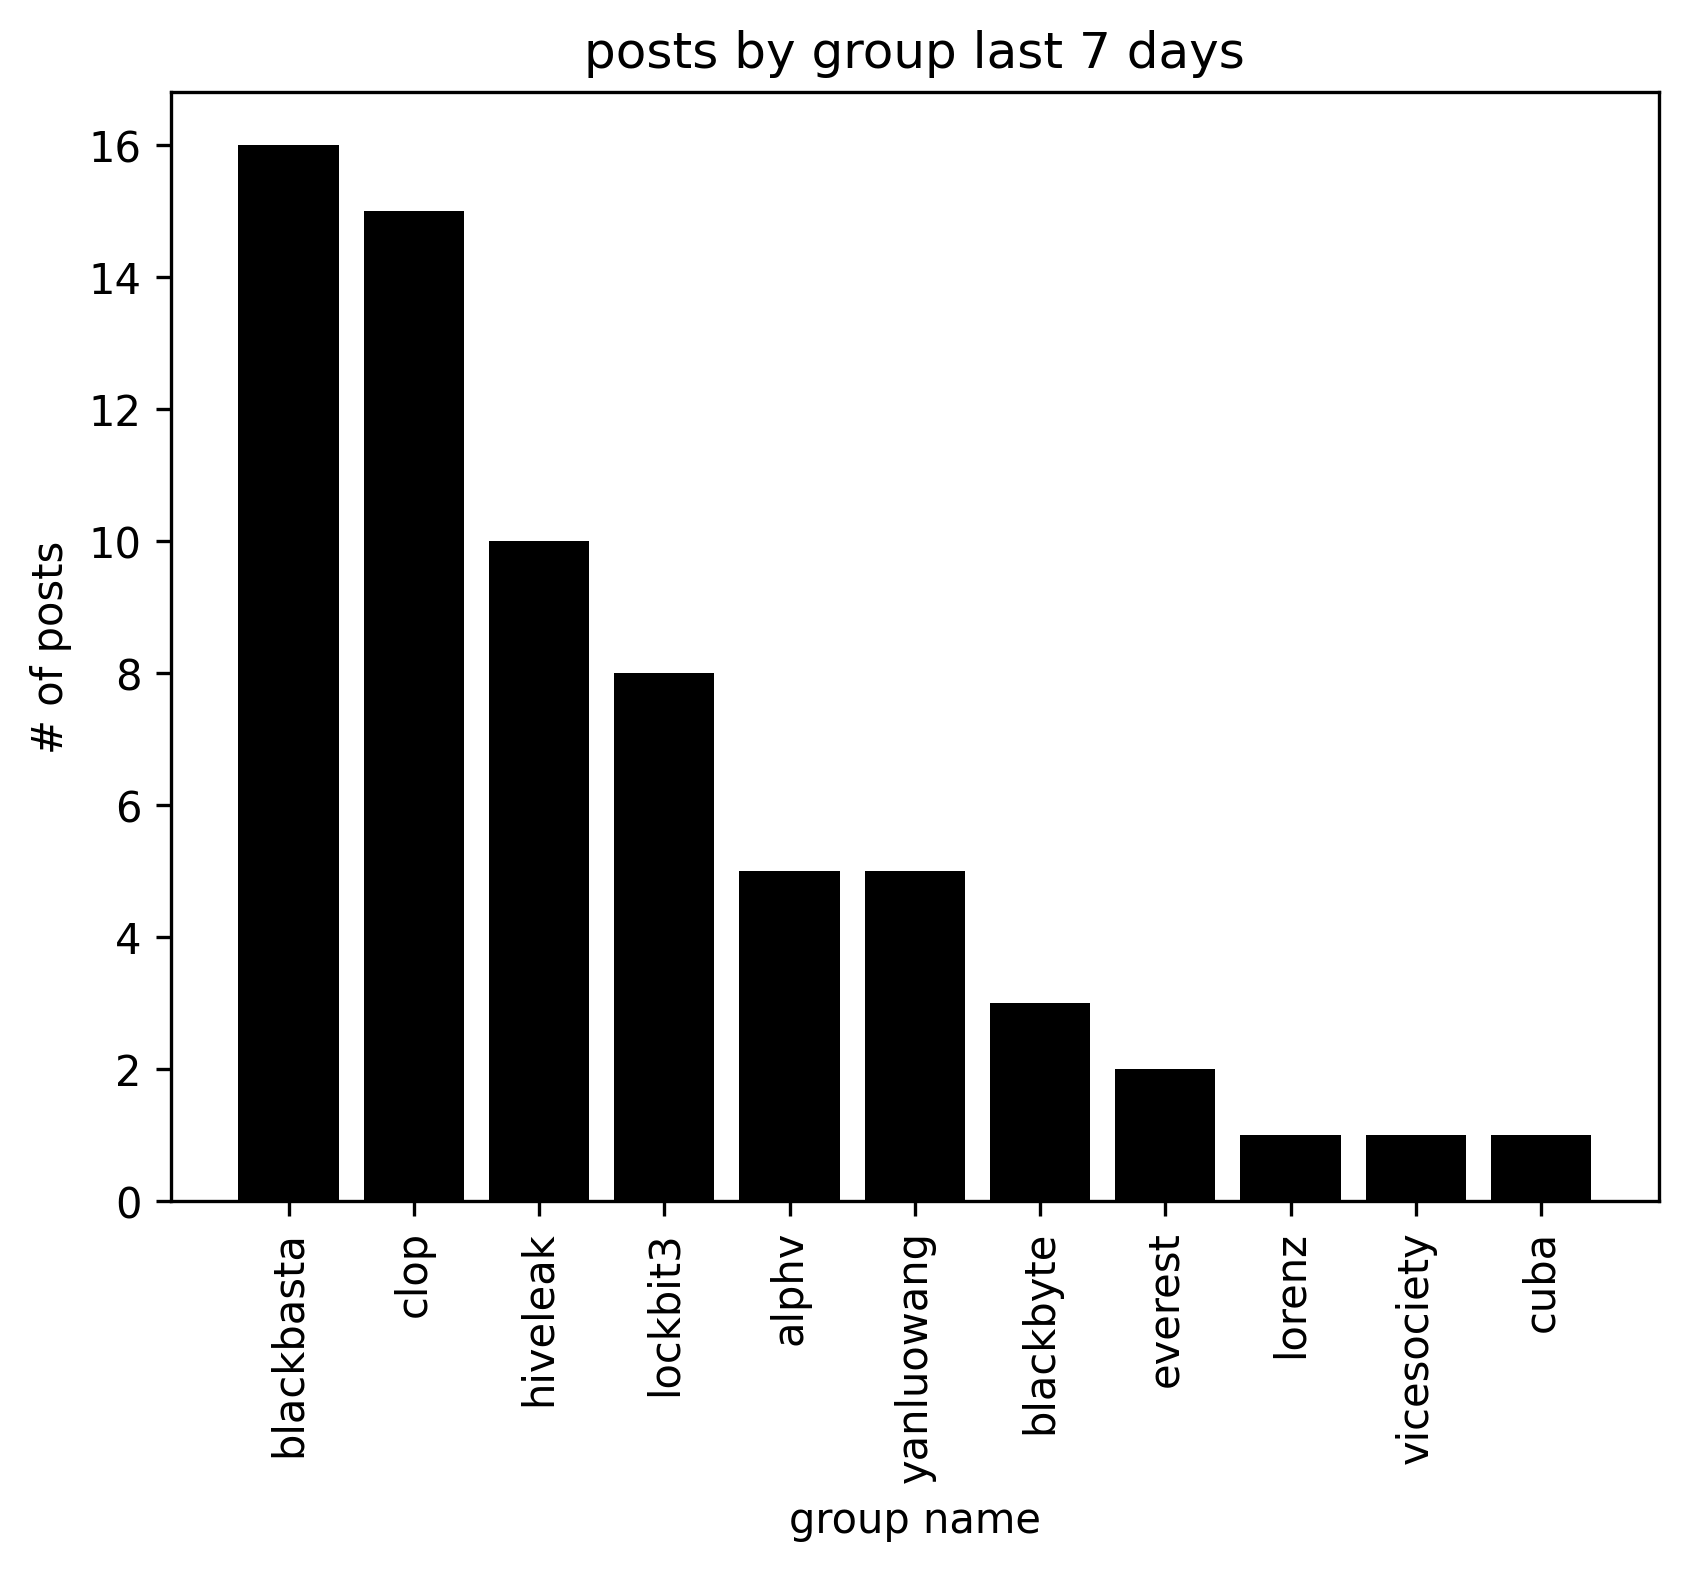 posts by group last 7 days
16
14
12
10
8
6
4
2
0
# of posts
blackbasta
clop
hiveleak
lockbit3
alphv
yanluowang
blackbyte
everest
lorenz
vicesociety
cuba
group name